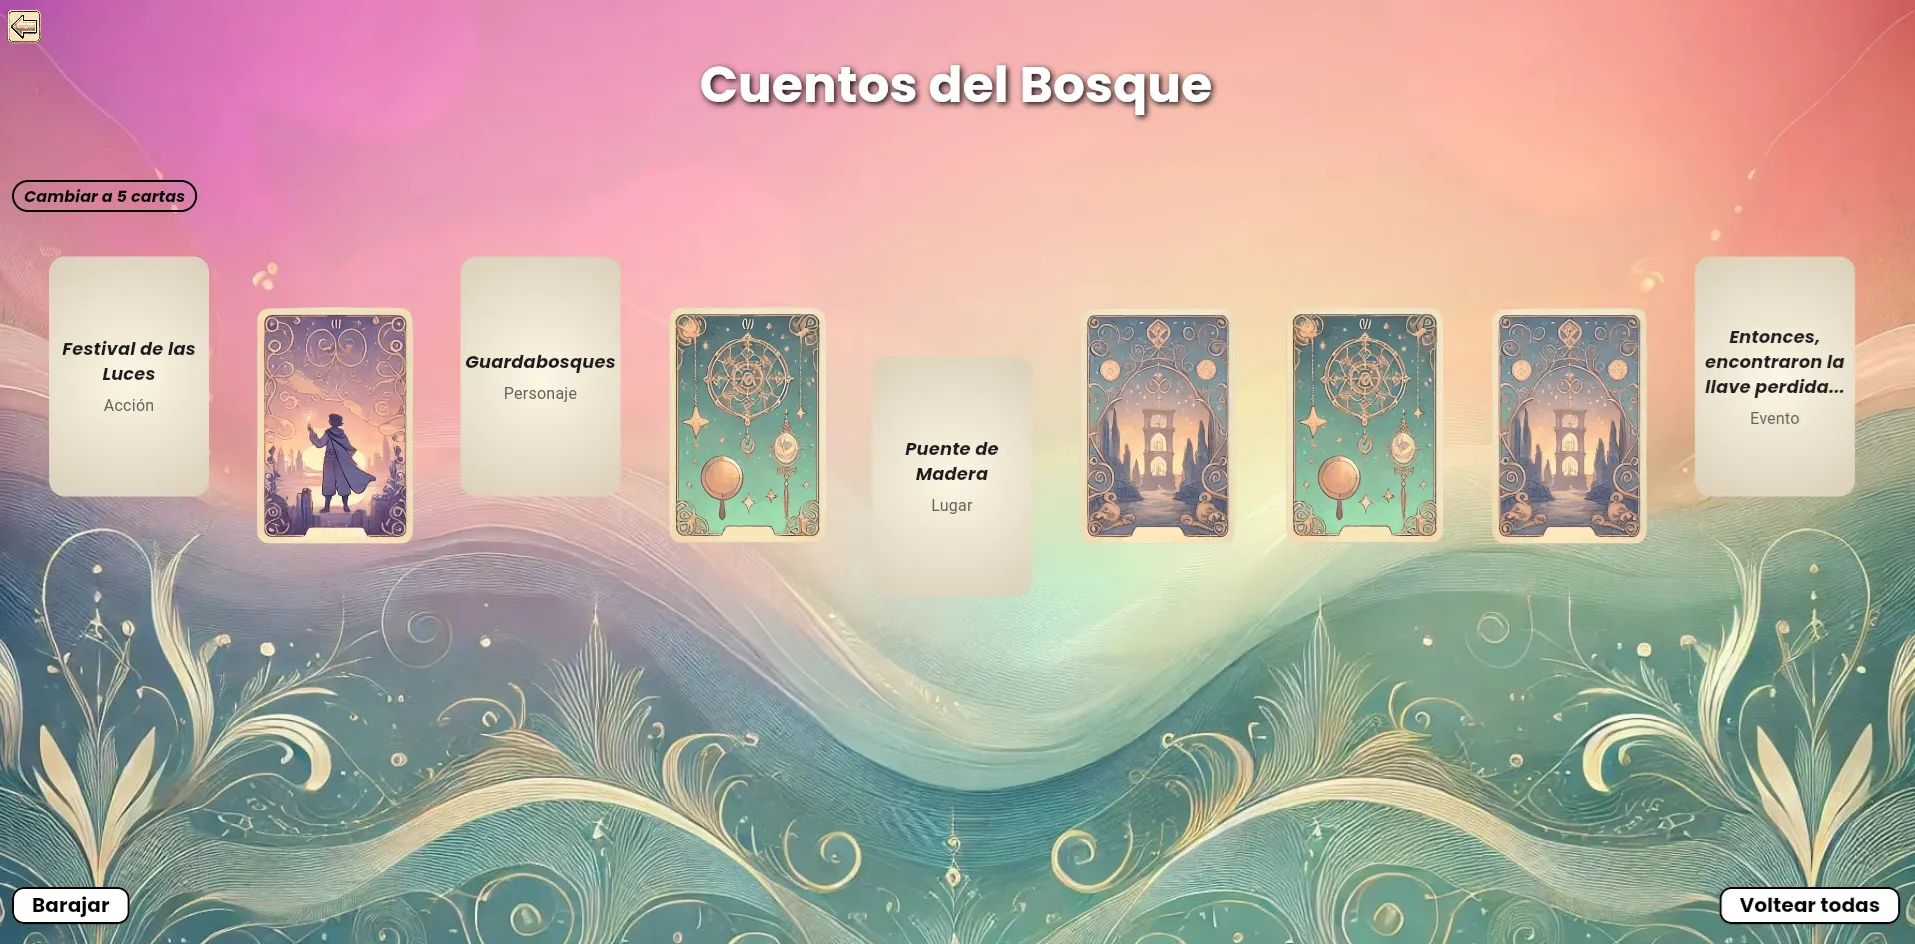 Cuentos del Bosque
Cambiar a 5 cartas
Festival de las
Luces
Acción
Guardabosques
Personaje
Puente de
Madera
Lugar
Entonces,
encontraron la
llave perdida...
Evento
Barajar
Voltear todas